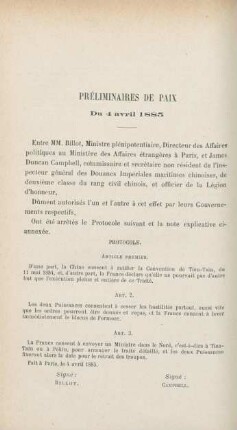 PRÉLIMINAIRES DE PAIX
Du 4 avril 1885
Entre MM. Billot, Ministre plénipotentiaire, Directeur des Affaires
politiques au Ministère des Affaires étrangères à Paris, et James
Duncan Campbell, commissaire et secrétaire non résident de l'Ins-
pecteur général des Douanes Impériales maritimes chinoises, de
deuxième classe du rang civil chinois, et officier de la Légion
d'honneur,
Dûment autorisés l'un et l'autre à cet effet par leurs Gouverne-
ments respectifs,
Ont été arrêtés le Protocole suivant et la note explicative ci-
annexée.
PROTOCOLE.
ARTICLE PREMIER.
D'une part, la Chine consent à ratifier la Convention de Tien-Tsin, du
11 mai 1884, et d'autre part, la France déclare qu'elle ne poursuit pas d'autre
but que l'exécution pleine et entière de ce Traité.
ART. 2.
Les deux Puissances consentent à cesser les hostilités partout, aussi vite
que les ordres pourront être donnés et reçus, et la France consent à lever
immédiatement le blocus de Formose.
ART. 3.
La France consent à envoyer un Ministre dans le Nord, c'est-à-dire à Tien-
Tsin ou à Pékin, pour arranger le traité détaillé, et les deux Puissances
fixeront alors la date pour le retrait des troupes.
Fait à Paris, le 4 avril 1885.
Signé : Signé :
BILLOT. CAMPBELL.